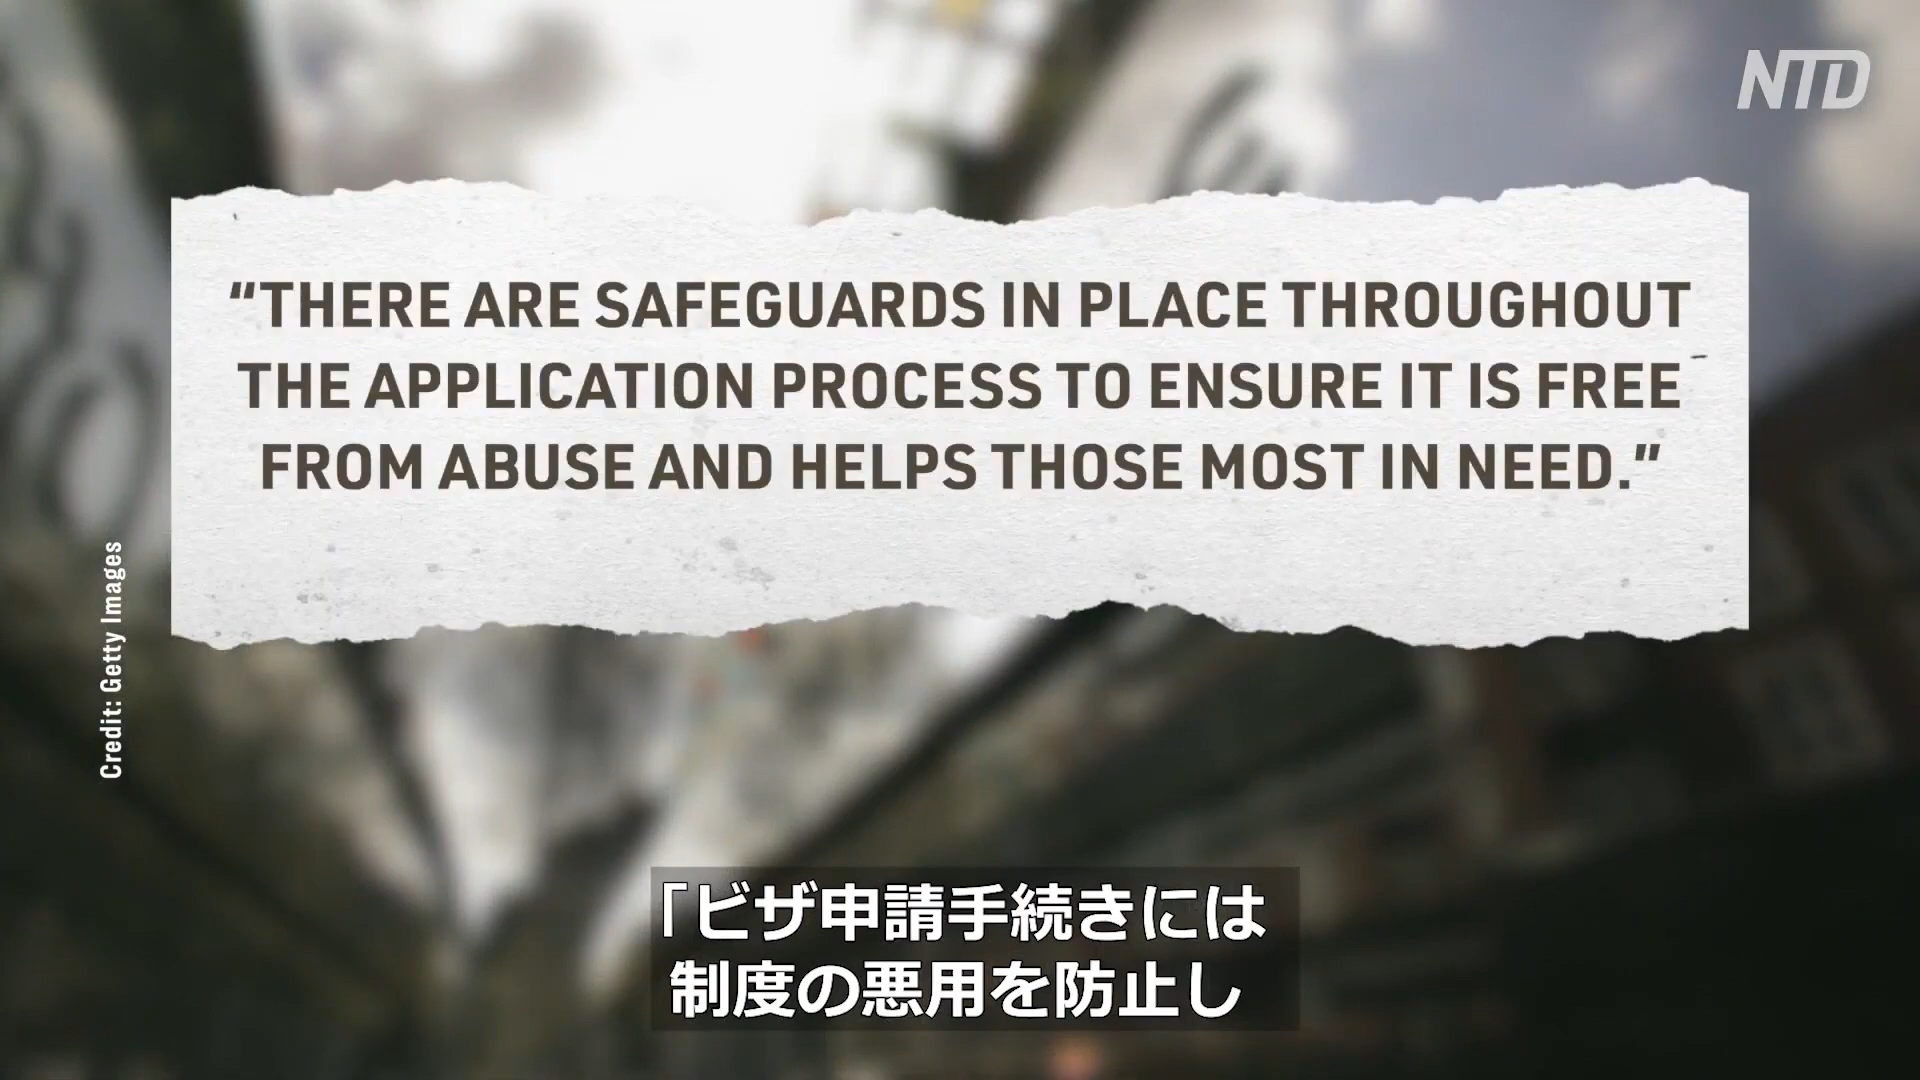 NTD
“THERE ARE SAFEGUARDS IN PLACE THROUGHOUT
THE APPLICATION PROCESS TO ENSURE IT IS FREE
FROM ABUSE AND HELPS THOSE MOST IN NEED.”
Credit: Getty Images
「ビザ申請手続きには
制度の悪用を防止し